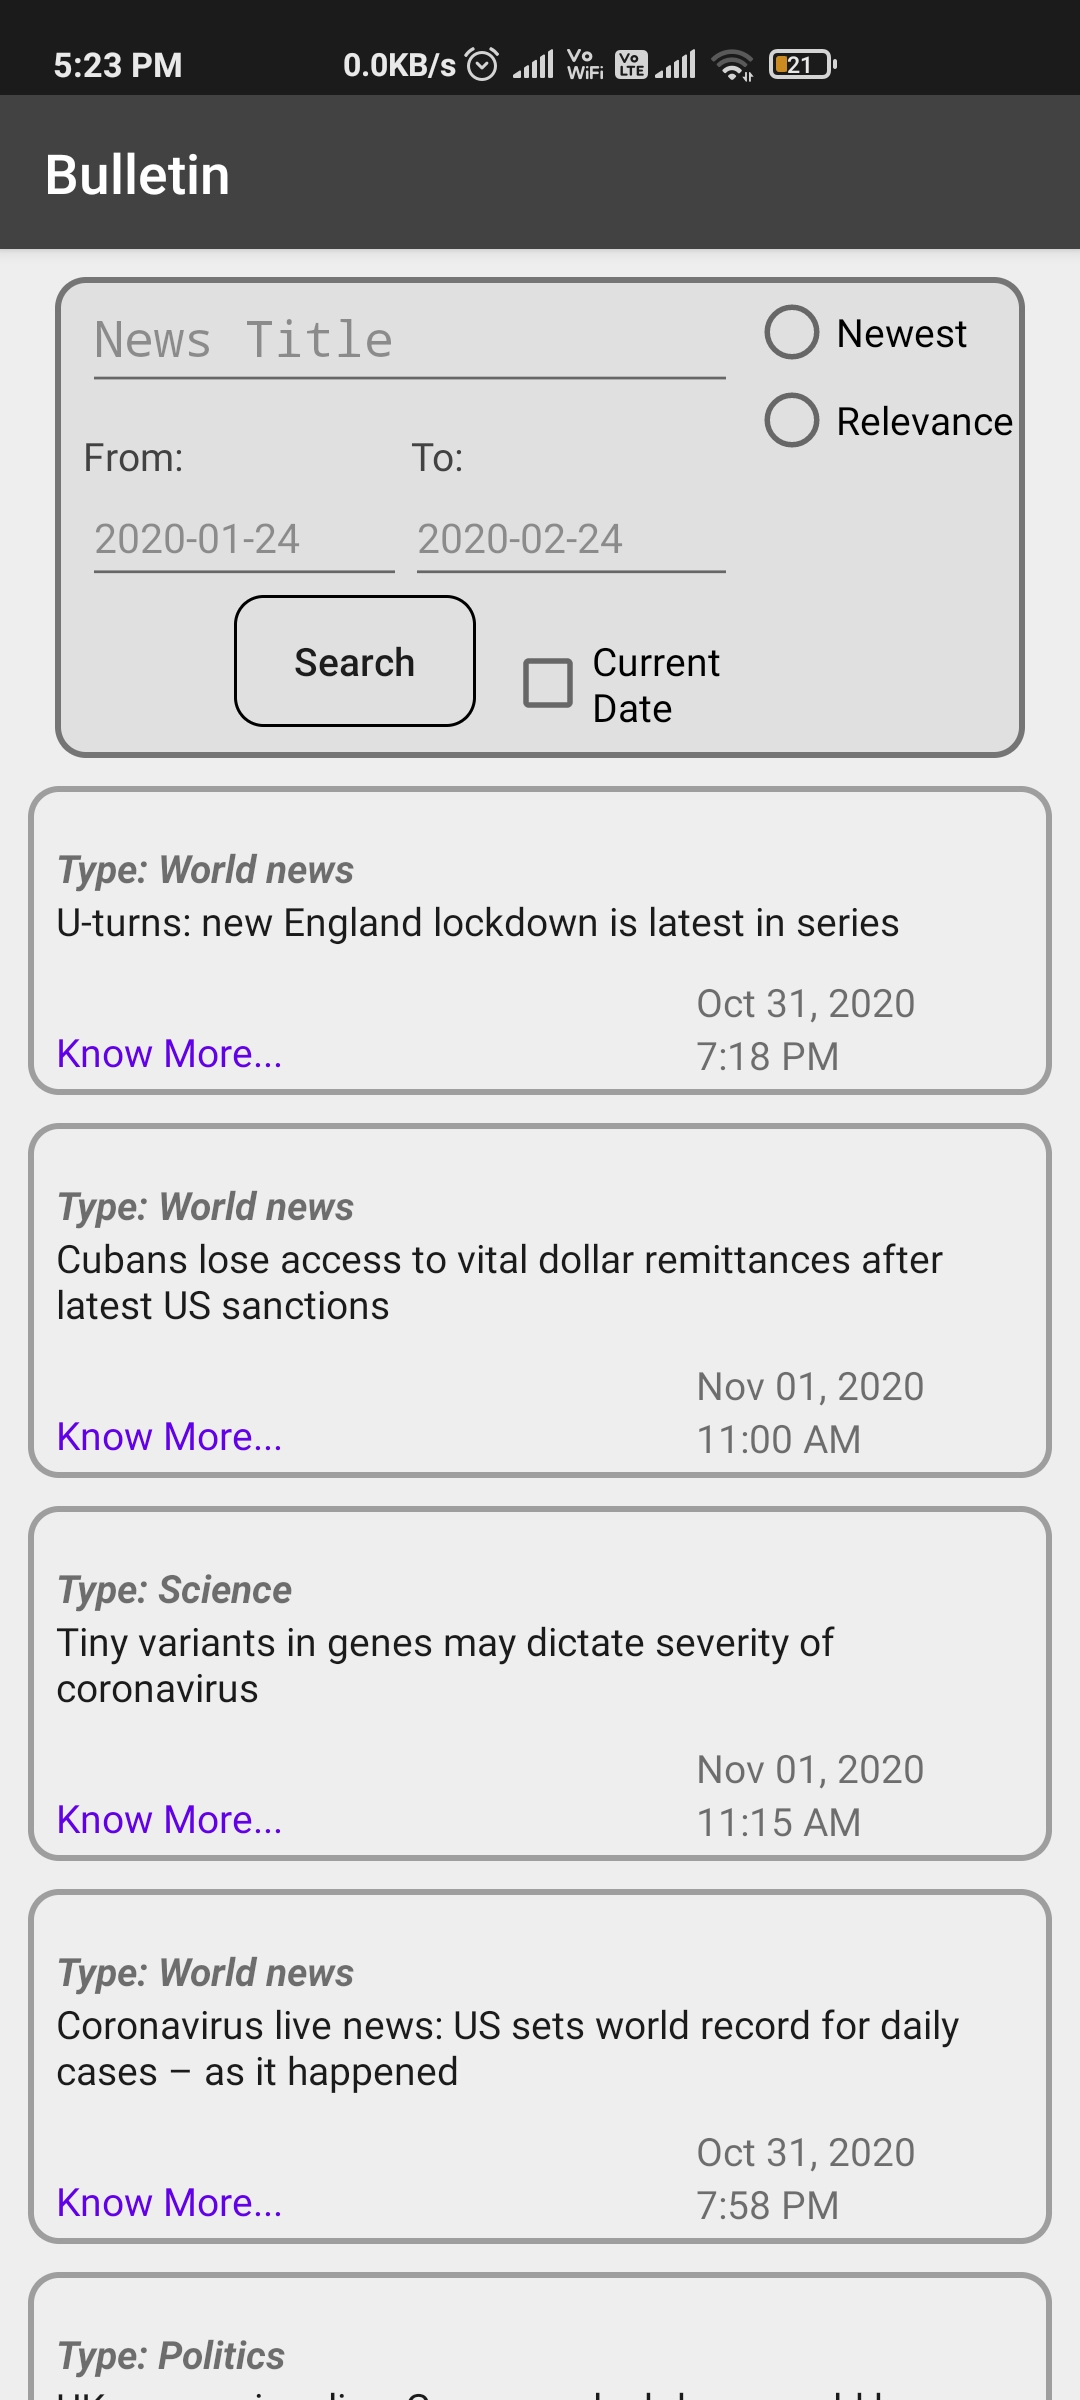 5:23 PM 0.0KB/s Vo WiFi Vo LTE 21
Bulletin
News Title
Newest
Relevance
From: To:
2020-01-24 2020-02-24
Search
Current
Date
Type: World news
U-turns: new England lockdown is latest in series
Oct 31, 2020
Know More...
7:18 PM
Type: World news
Cubans lose access to vital dollar remittances after
latest US sanctions
Nov 01, 2020
Know More...
11:00 AM
Type: Science
Tiny variants in genes may dictate severity of
coronavirus
Nov 01, 2020
Know More...
11:15 AM
Type: World news
Coronavirus live news: US sets world record for daily
cases – as it happened
Oct 31, 2020
Know More...
7:58 PM
Type: Politics